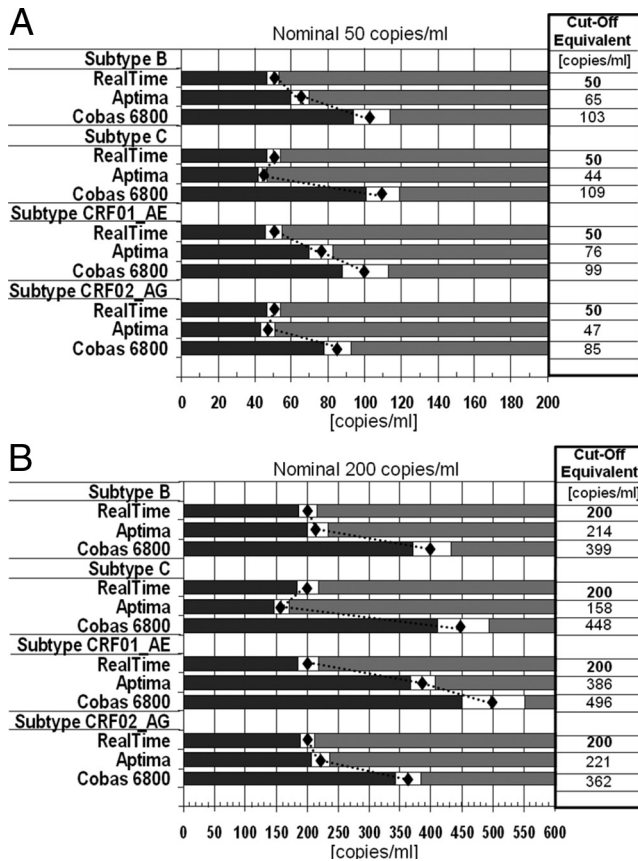 A
Nominal 50 copies/ml
Cut-Off
Equivalent
Subtype B [copies/ml]
RealTime 50
Aptima 65
Cobas 6800 103
Subtype C
RealTime 50
Aptima 44
Cobas 6800 109
Subtype CRF01_AE
RealTime 50
Aptima 76
Cobas 6800 99
Subtype CRF02_AG
RealTime 50
Aptima 47
Cobas 6800 85
0 20 40 60 80 100 120 140 160 180 200
[copies/ml]
B
Nominal 200 copies/ml
Cut-Off
Equivalent
Subtype B [copies/ml]
RealTime 200
Aptima 214
Cobas 6800 399
Subtype C
RealTime 200
Aptima 158
Cobas 6800 448
Subtype CRF01_AE
RealTime 200
Aptima 386
Cobas 6800 496
Subtype CRF02_AG
RealTime 200
Aptima 221
Cobas 6800 362
0 50 100 150 200 250 300 350 400 450 500 550 600
[copies/ml]